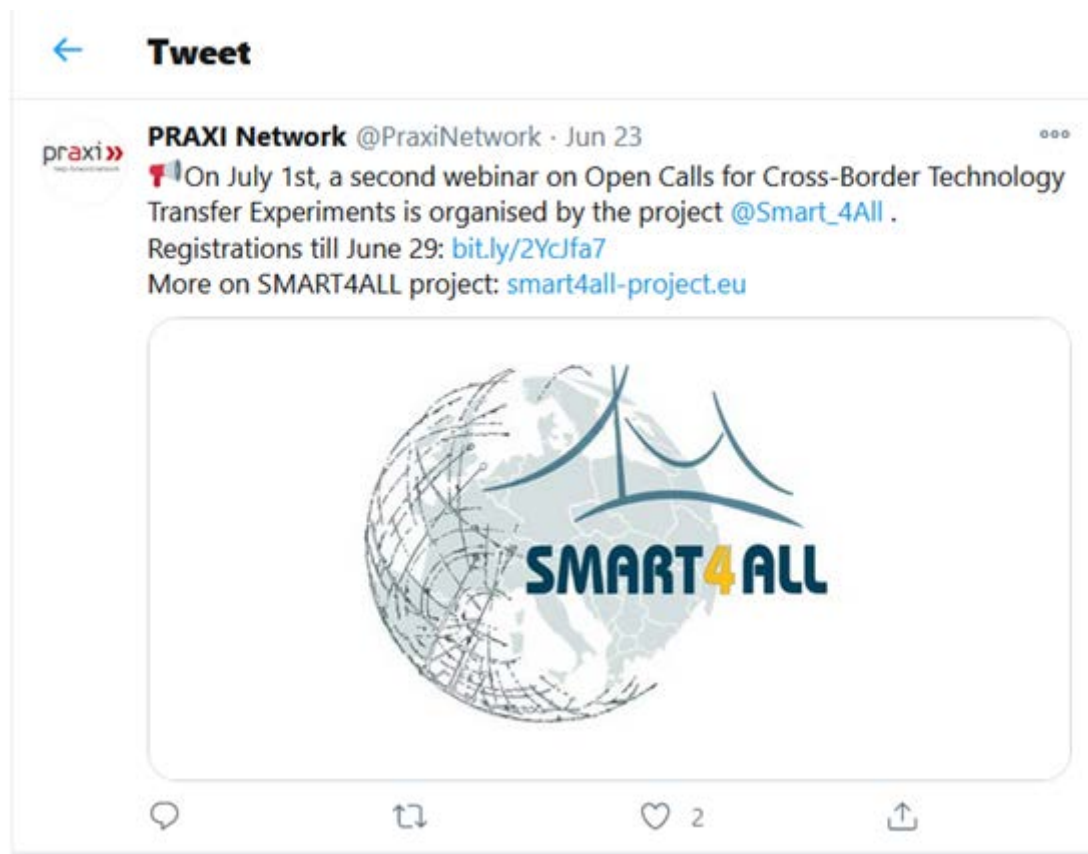 Tweet
PRAXI Network @PraxiNetwork · Jun 23
praxi
On July 1st, a second webinar on Open Calls for Cross-Border Technology
Transfer Experiments is organised by the project @Smart_4All .
Registrations till June 29: bit.ly/2YcJfa7
More on SMART4ALL project: smart4all-project.eu
SMART4ALL
2